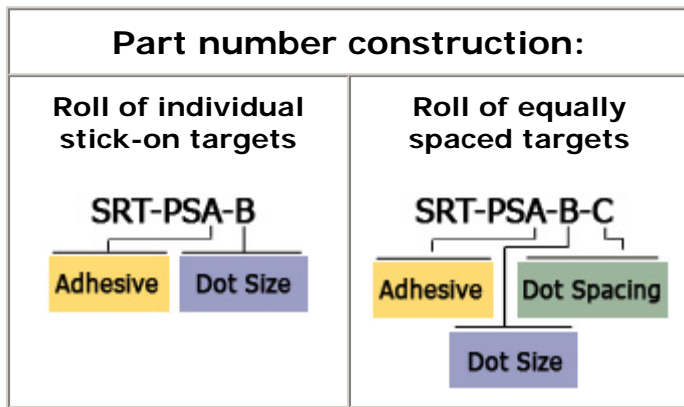 Part number construction:
Roll of individual
stick-on targets
SRT-PSA-B
Adhesive
Dot Size
Roll of equally
spaced targets
SRT-PSA-B-C
Adhesive
Dot Spacing
Dot Size